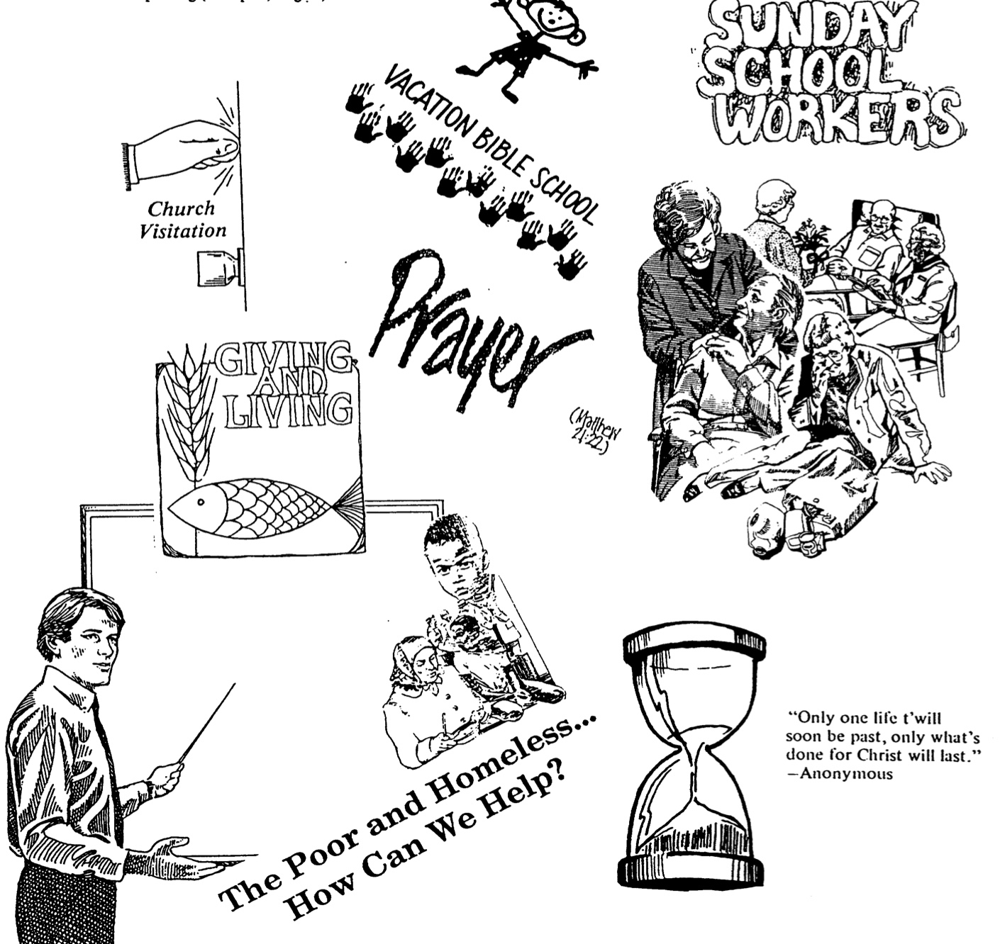 SUNDAY
SCHOOL
WORKERS
VACATION BIBLE SCHOOL
Church
Visitation
Prayer
(Matthew
21:22)
GIVING
AND
LIVING
The Poor and Homeless...
How Can We Help?
“Only one life t’will
soon be past, only what’s
done for Christ will last.”
—Anonymous